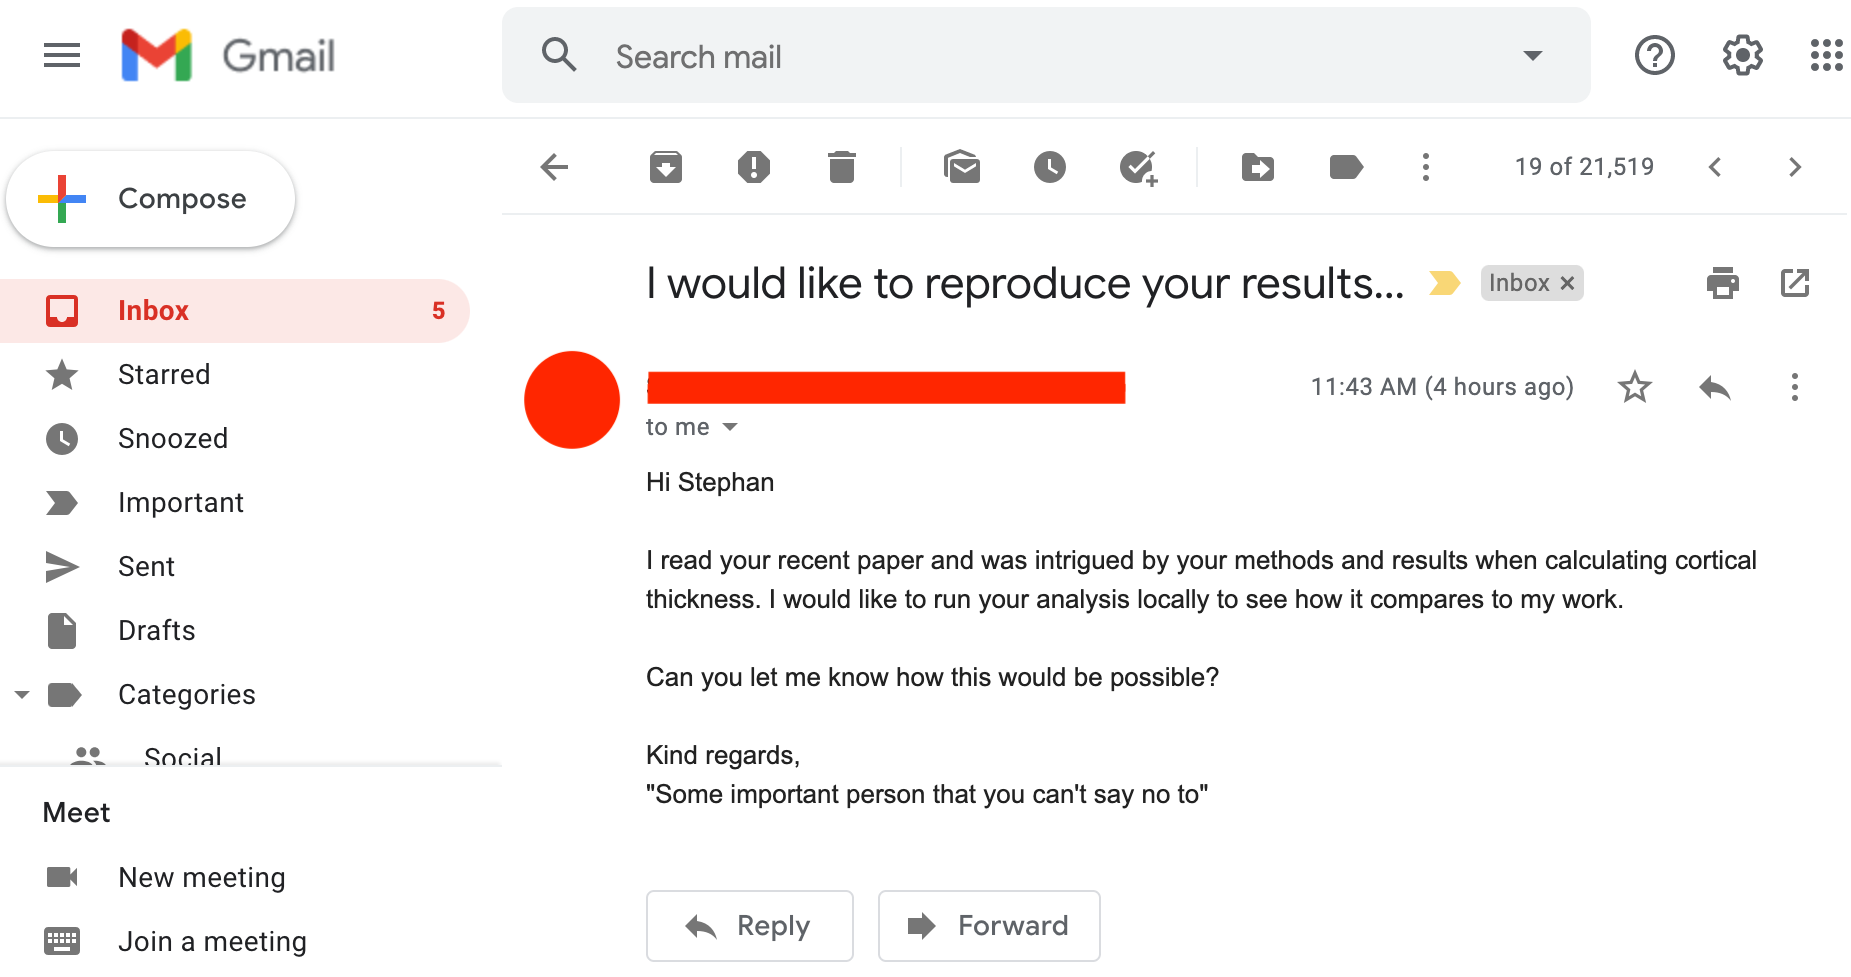 Gmail
Search mail
Compose
19 of 21,519
Inbox 5
Starred
Snoozed
Important
Sent
Drafts
Categories
Social
Meet
New meeting
Join a meeting
I would like to reproduce your results...
Inbox ×
11:43 AM (4 hours ago)
to me
Hi Stephan
I read your recent paper and was intrigued by your methods and results when calculating cortical
thickness. I would like to run your analysis locally to see how it compares to my work.
Can you let me know how this would be possible?
Kind regards,
"Some important person that you can't say no to"
Reply
Forward